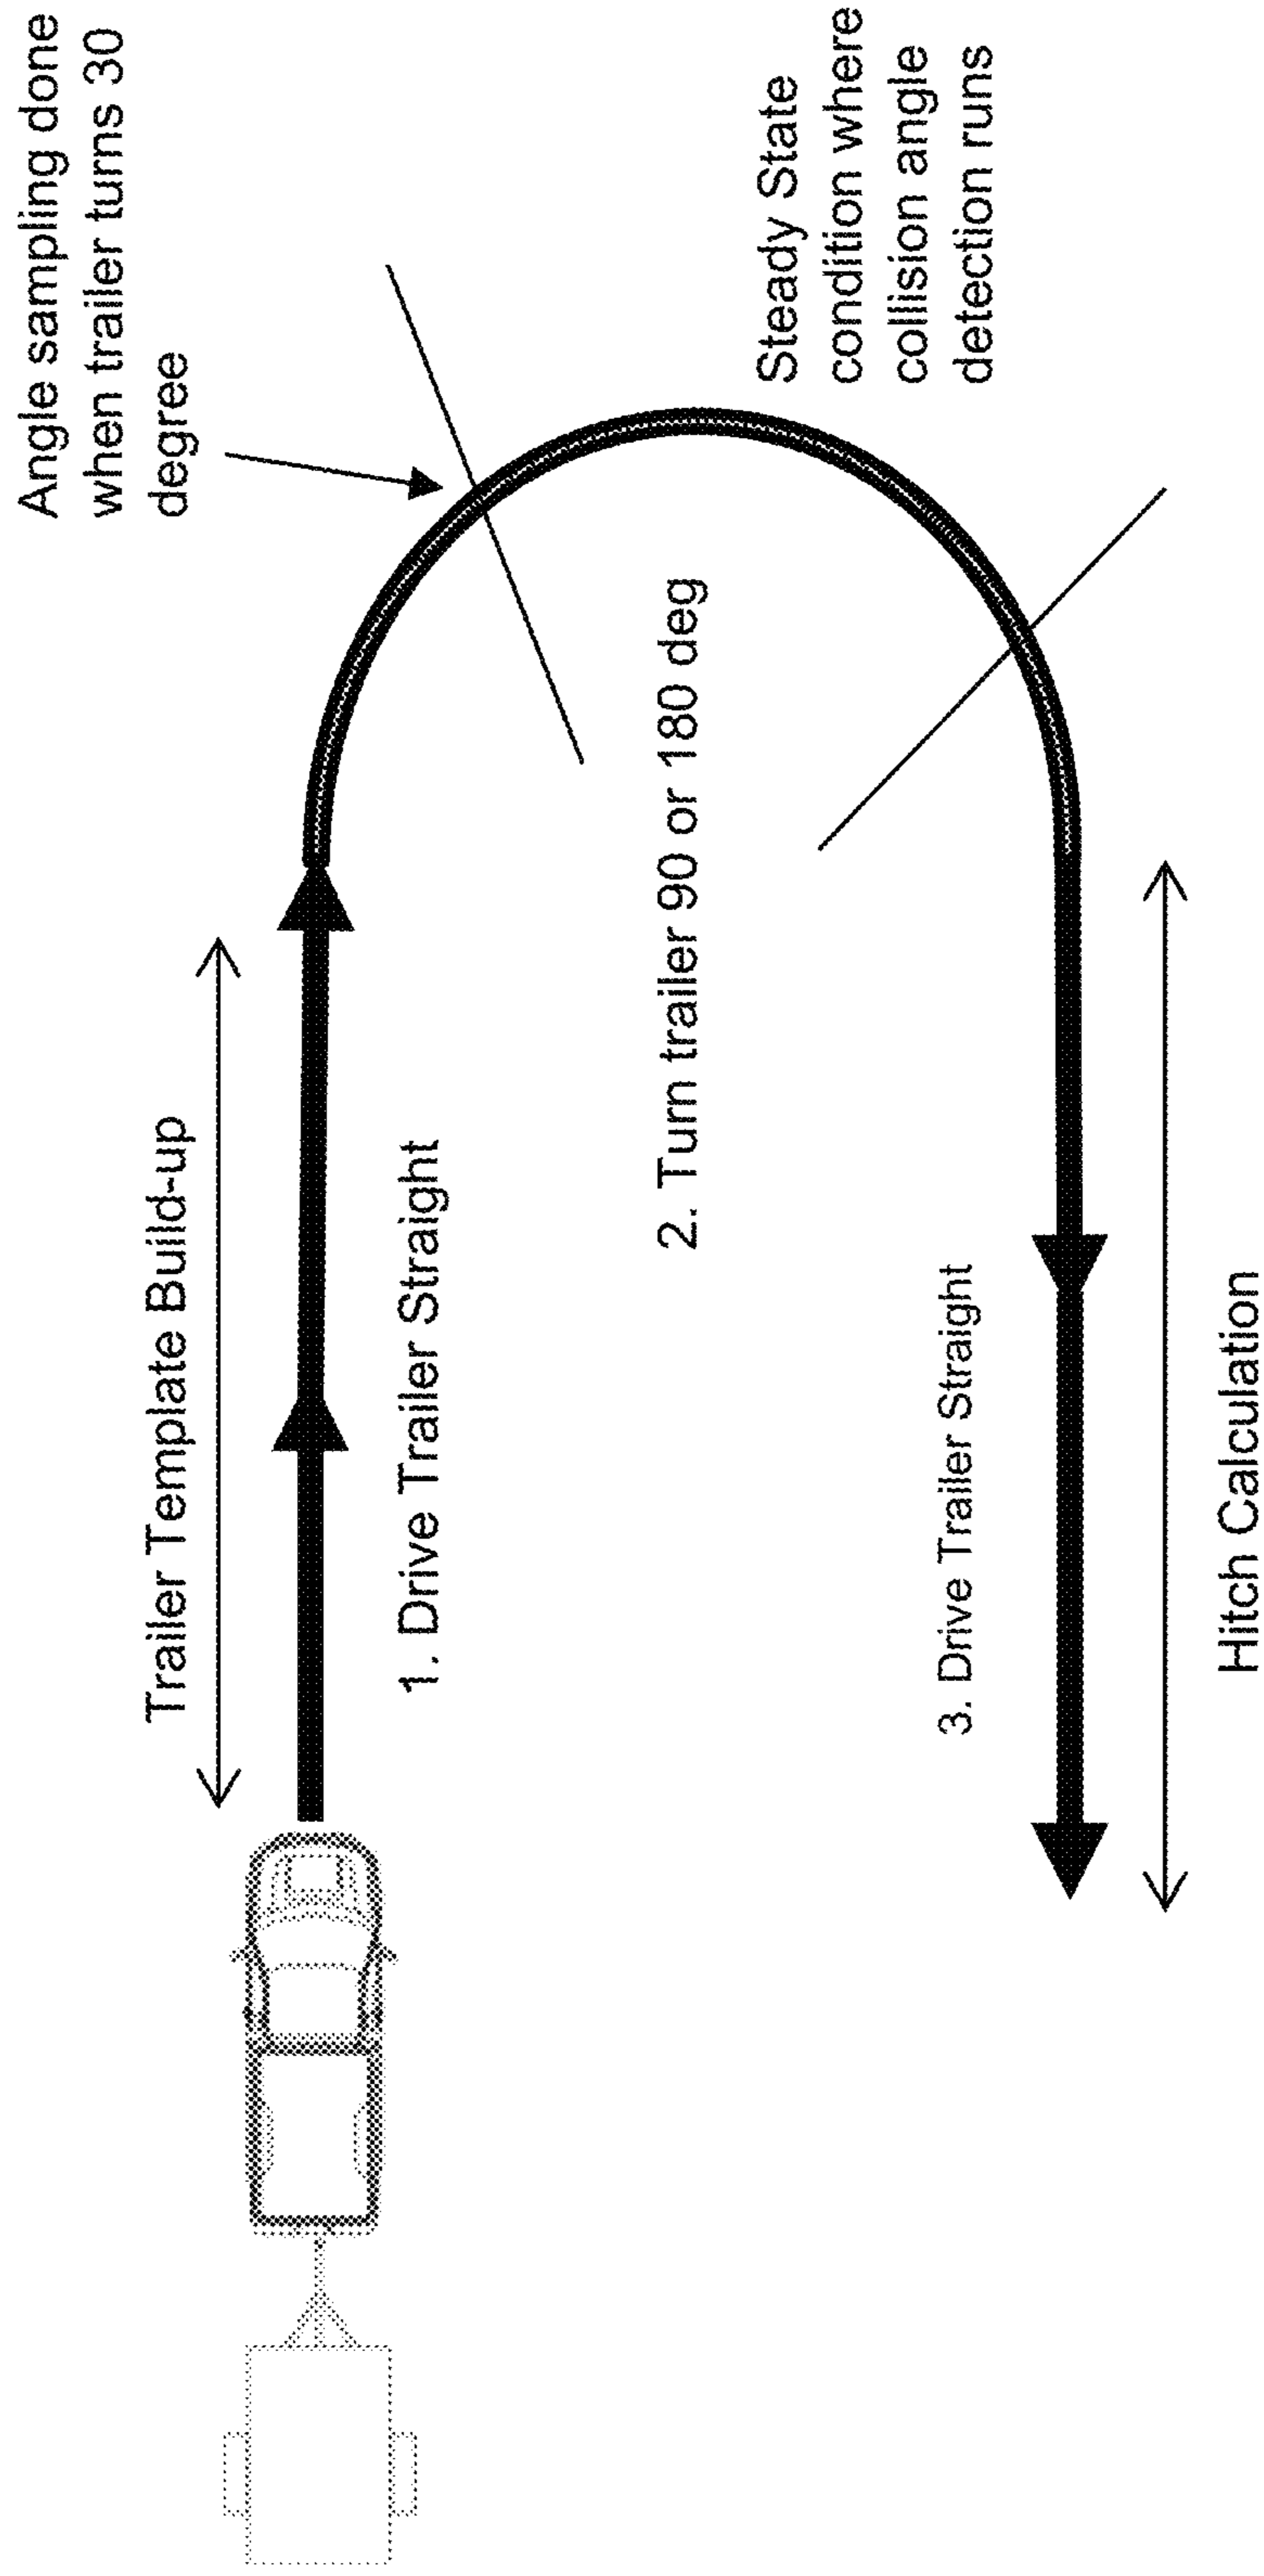 Angle sampling done
when trailer turns 30
degree
Trailer Template Build-up
1. Drive Trailer Straight
2. Turn trailer 90 or 180 deg
Steady State
condition where
collision angle
detection runs
3. Drive Trailer Straight
Hitch Calculation